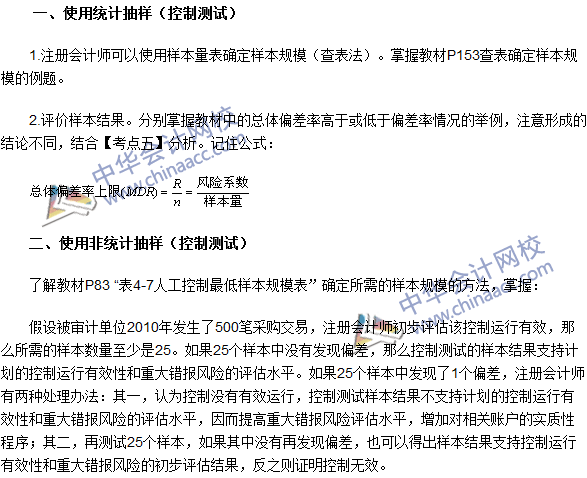 一、使用统计抽样（控制测试）
1.注册会计师可以使用样本量表确定样本规模（查表法）。掌握教材P153查表确定样本规
模的例题。
2.评价样本结果。分别掌握教材中的总体偏差率高于或低于偏差率情况的举例，注意形成的
结论不同，结合【考点五】分析。记住公式：
总体偏差率上限(MDR) = R/n = 风险系数/样本量
二、使用非统计抽样（控制测试）
了解教材P83 “表4-7人工控制最低样本规模表”确定所需的样本规模的方法，掌握：
假设被审计单位2010年发生了500笔采购交易，注册会计师初步评估该控制运行有效，那
么所需的样本数量至少是25。如果25个样本中没有发现偏差，那么控制测试的样本结果支持计
划的控制运行有效性和重大错报风险的评估水平。如果25个样本中发现了1个偏差，注册会计师
有两种处理办法：其一，认为控制没有有效运行，控制测试样本结果不支持计划的控制运行有
效性和重大错报风险的评估水平，因而提高重大错报风险评估水平，增加对相关账户的实质性
程序；其二，再测试25个样本，如果其中没有再发现偏差，也可以得出样本结果支持控制运行
有效性和重大错报风险的初步评估结果，反之则证明控制无效。
中华会计网校
www.chinaacc.com
中华会计网校
www.chinaacc.com